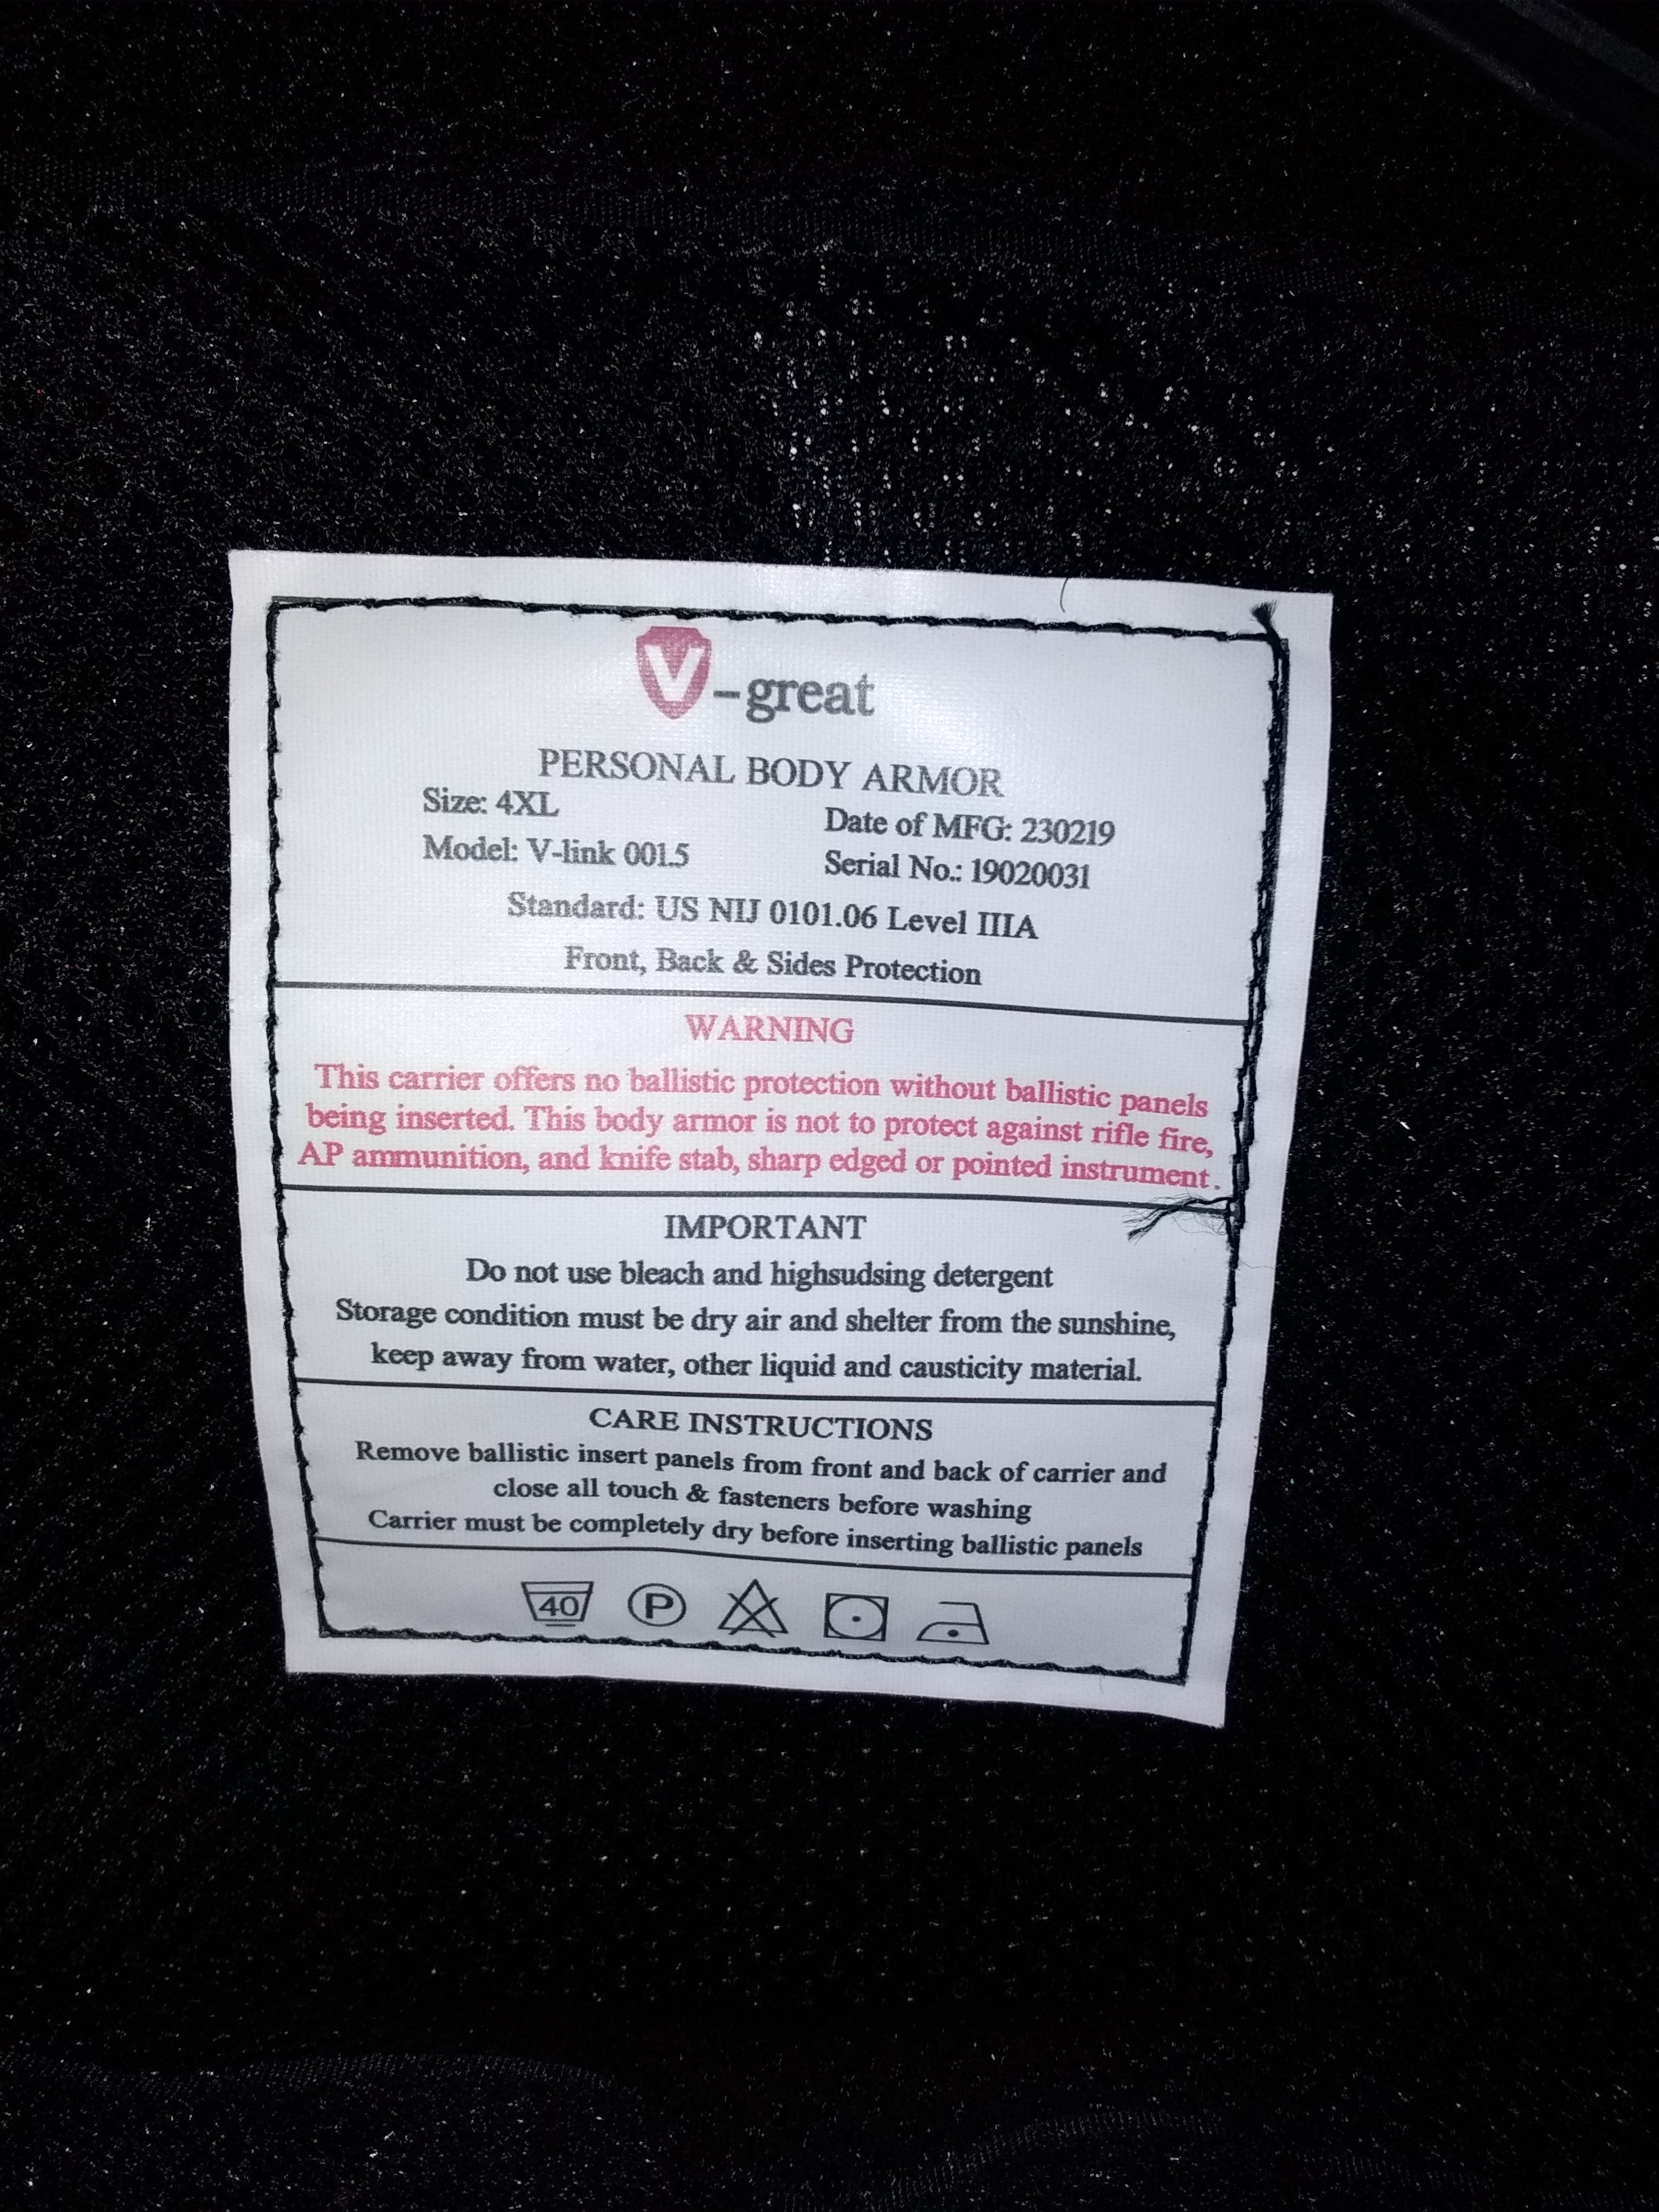 V-great
PERSONAL BODY ARMOR
Size: 4XL Date of MFG: 230219
Model: V-link 001.5 Serial No.: 19020031
Standard: US NIJ 0101.06 Level IIIA
Front, Back & Sides Protection
WARNING
This carrier offers no ballistic protection without ballistic panels
being inserted. This body armor is not to protect against rifle fire,
AP ammunition, and knife stab, sharp edged or pointed instrument.
IMPORTANT
Do not use bleach and highsudsing detergent
Storage condition must be dry air and shelter from the sunshine,
keep away from water, other liquid and causticity material.
CARE INSTRUCTIONS
Remove ballistic insert panels from front and back of carrier and
close all touch & fasteners before washing
Carrier must be completely dry before inserting ballistic panels
40 P